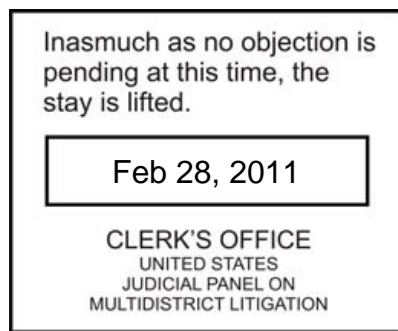 Inasmuch as no objection is
pending at this time, the
stay is lifted.
Feb 28, 2011
CLERK'S OFFICE
UNITED STATES
JUDICIAL PANEL ON
MULTIDISTRICT LITIGATION